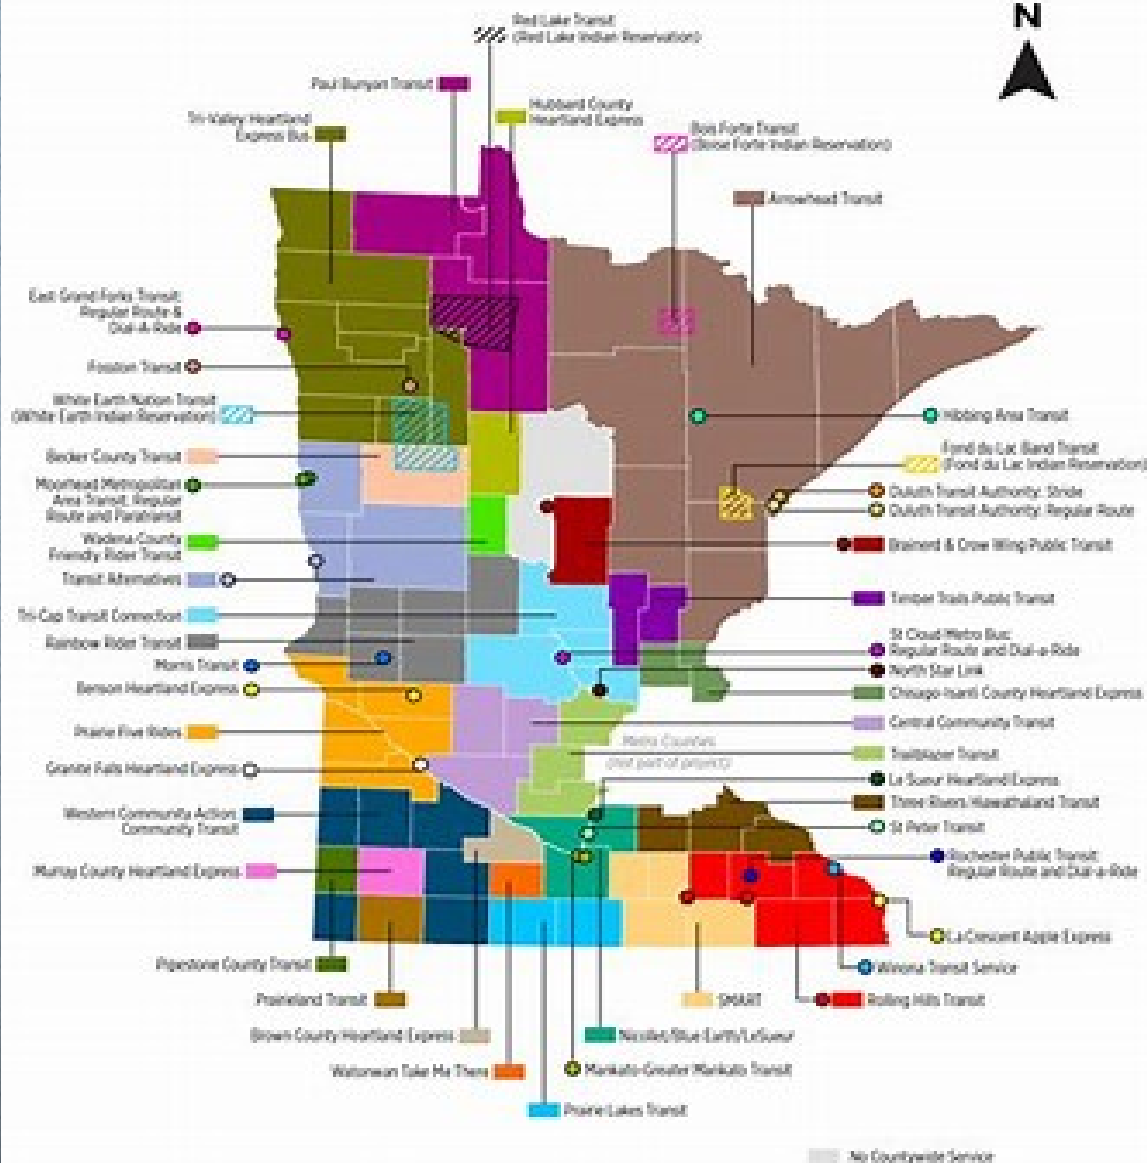 N
Red Lake Transit
(Red Lake Indian Reservation)
Paul Bunyan Transit
Hubbard County
Heartland Express
Tri-Valley Heartland
Express Bus
Bois Forte Transit
(Boise Forte Indian Reservation)
Arrowhead Transit
East Grand Forks Transit:
Regular Route &
Dial-A-Ride
Fosston Transit
White Earth Nation Transit
(White Earth Indian Reservation)
Becker County Transit
Moorhead Metropolitan
Area Transit: Regular
Route and Paratransit
Wadena County
Friendly Rider Transit
Transit Alternatives
Tri-Cap Transit Connection
Rainbow Rider Transit
Morris Transit
Benson Heartland Express
Prairie Five Rides
Granite Falls Heartland Express
Western Community Action
Community Transit
Murray County Heartland Express
Pipestone County Transit
Prairieland Transit
Brown County Heartland Express
Watonwan Take Me There
Prairie Lakes Transit
Hibbing Area Transit
Fond du Lac Band Transit
(Fond du Lac Indian Reservation)
Duluth Transit Authority: Stride
Duluth Transit Authority: Regular Route
Brainerd & Crow Wing Public Transit
Timber Trails Public Transit
St Cloud Metro Bus:
Regular Route and Dial-a-Ride
North Star Link
Chisago-Isanti County Heartland Express
Central Community Transit
Metro Counties
(not part of project)
Trailblazer Transit
Le Sueur Heartland Express
Three Rivers Hiawathaland Transit
St Peter Transit
Rochester Public Transit:
Regular Route and Dial-a-Ride
La Crescent Apple Express
Winona Transit Service
Rolling Hills Transit
SMART
Nicollet/Blue Earth/LeSueur
Mankato-Greater Mankato Transit
No Countywide Service